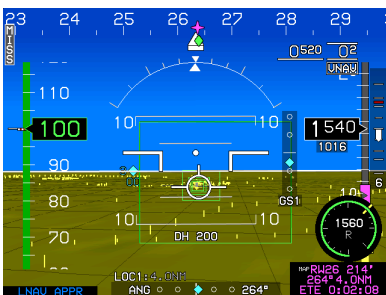 23 24 25 26 27 28 29
MISS
0520 02
VNAV
110
100
10 10
1540
1016
90
80
70
6
GS1
10 10
DH 200
1560
R
LOC1:4.0NM
MAP RW26 214'
264°4.0NM
ETE 0:02:08
LNAV APPR
ANG 264°